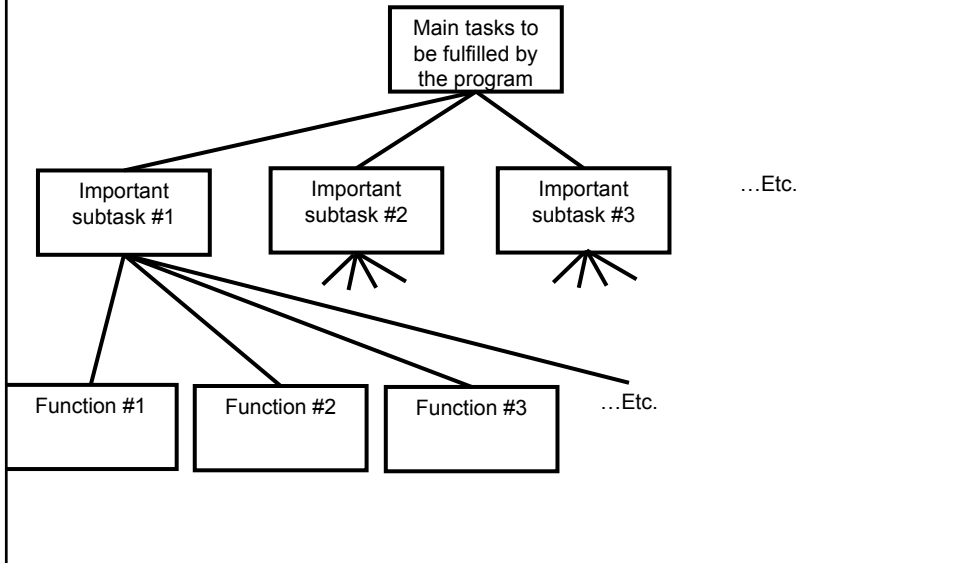 Main tasks to
be fulfilled by
the program
Important
subtask #1
Important
subtask #2
Important
subtask #3
…Etc.
Function #1
Function #2
Function #3
…Etc.